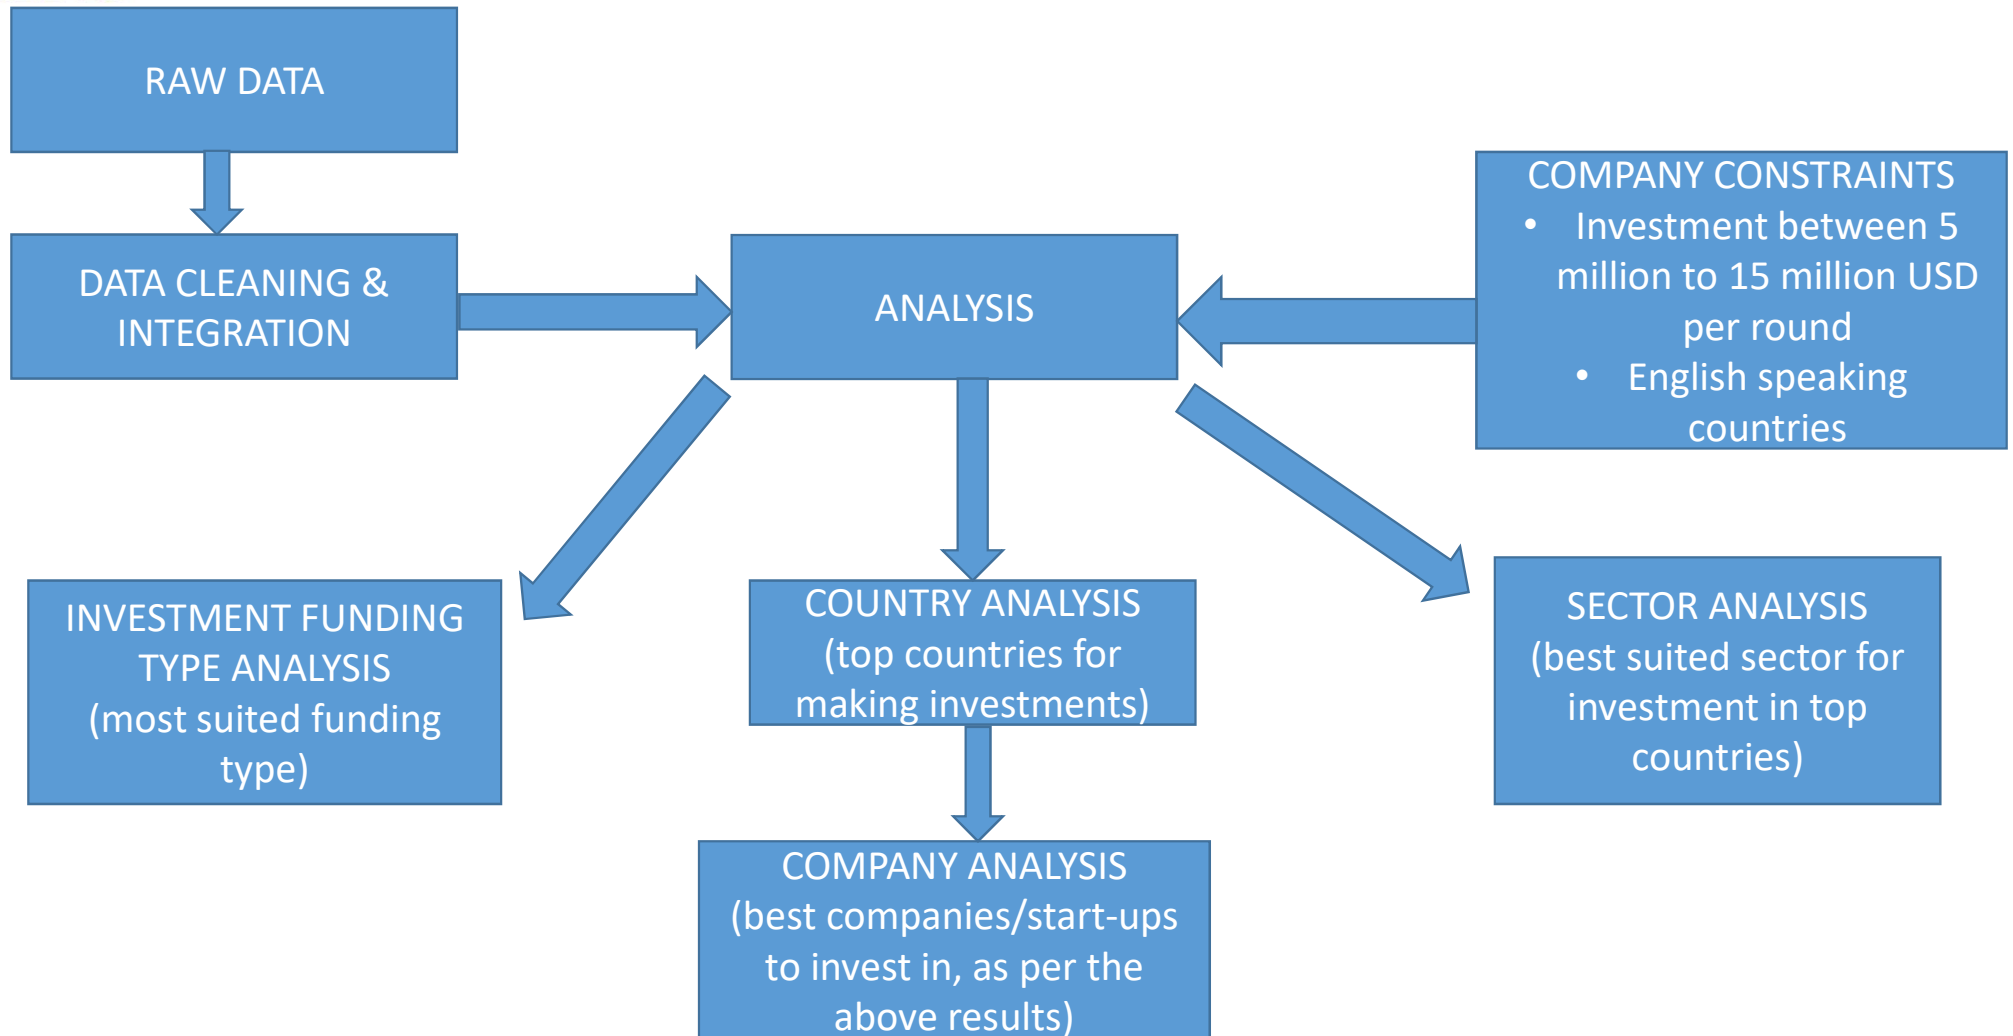 RAW DATA
DATA CLEANING &
INTEGRATION
ANALYSIS
COMPANY CONSTRAINTS
• Investment between 5
million to 15 million USD
per round
• English speaking
countries
INVESTMENT FUNDING
TYPE ANALYSIS
(most suited funding
type)
COUNTRY ANALYSIS
(top countries for
making investments)
SECTOR ANALYSIS
(best suited sector for
investment in top
countries)
COMPANY ANALYSIS
(best companies/start-ups
to invest in, as per the
above results)